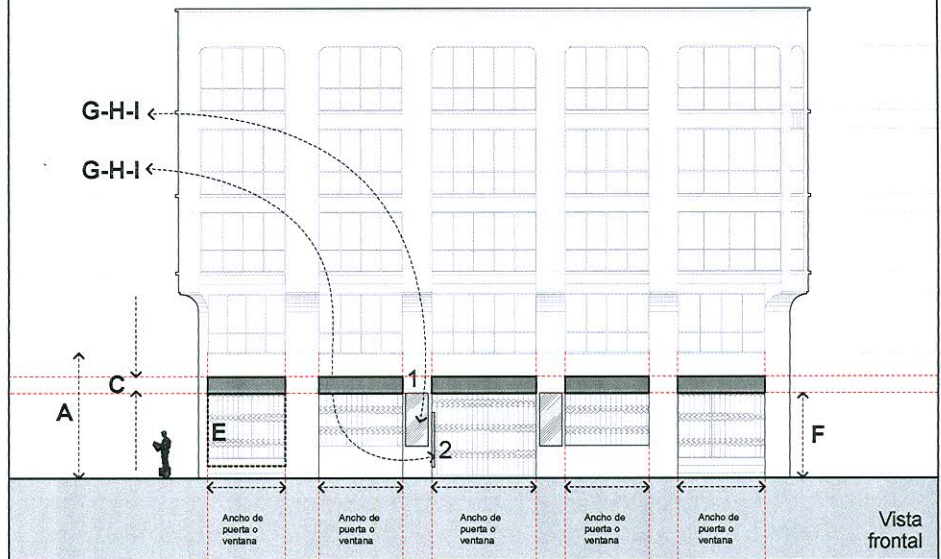 G-H-I
G-H-I
C
1
A
E
2
F
Ancho de
puerta o
ventana
Ancho de
puerta o
ventana
Ancho de
puerta o
ventana
Ancho de
puerta o
ventana
Ancho de
puerta o
ventana
Vista
frontal